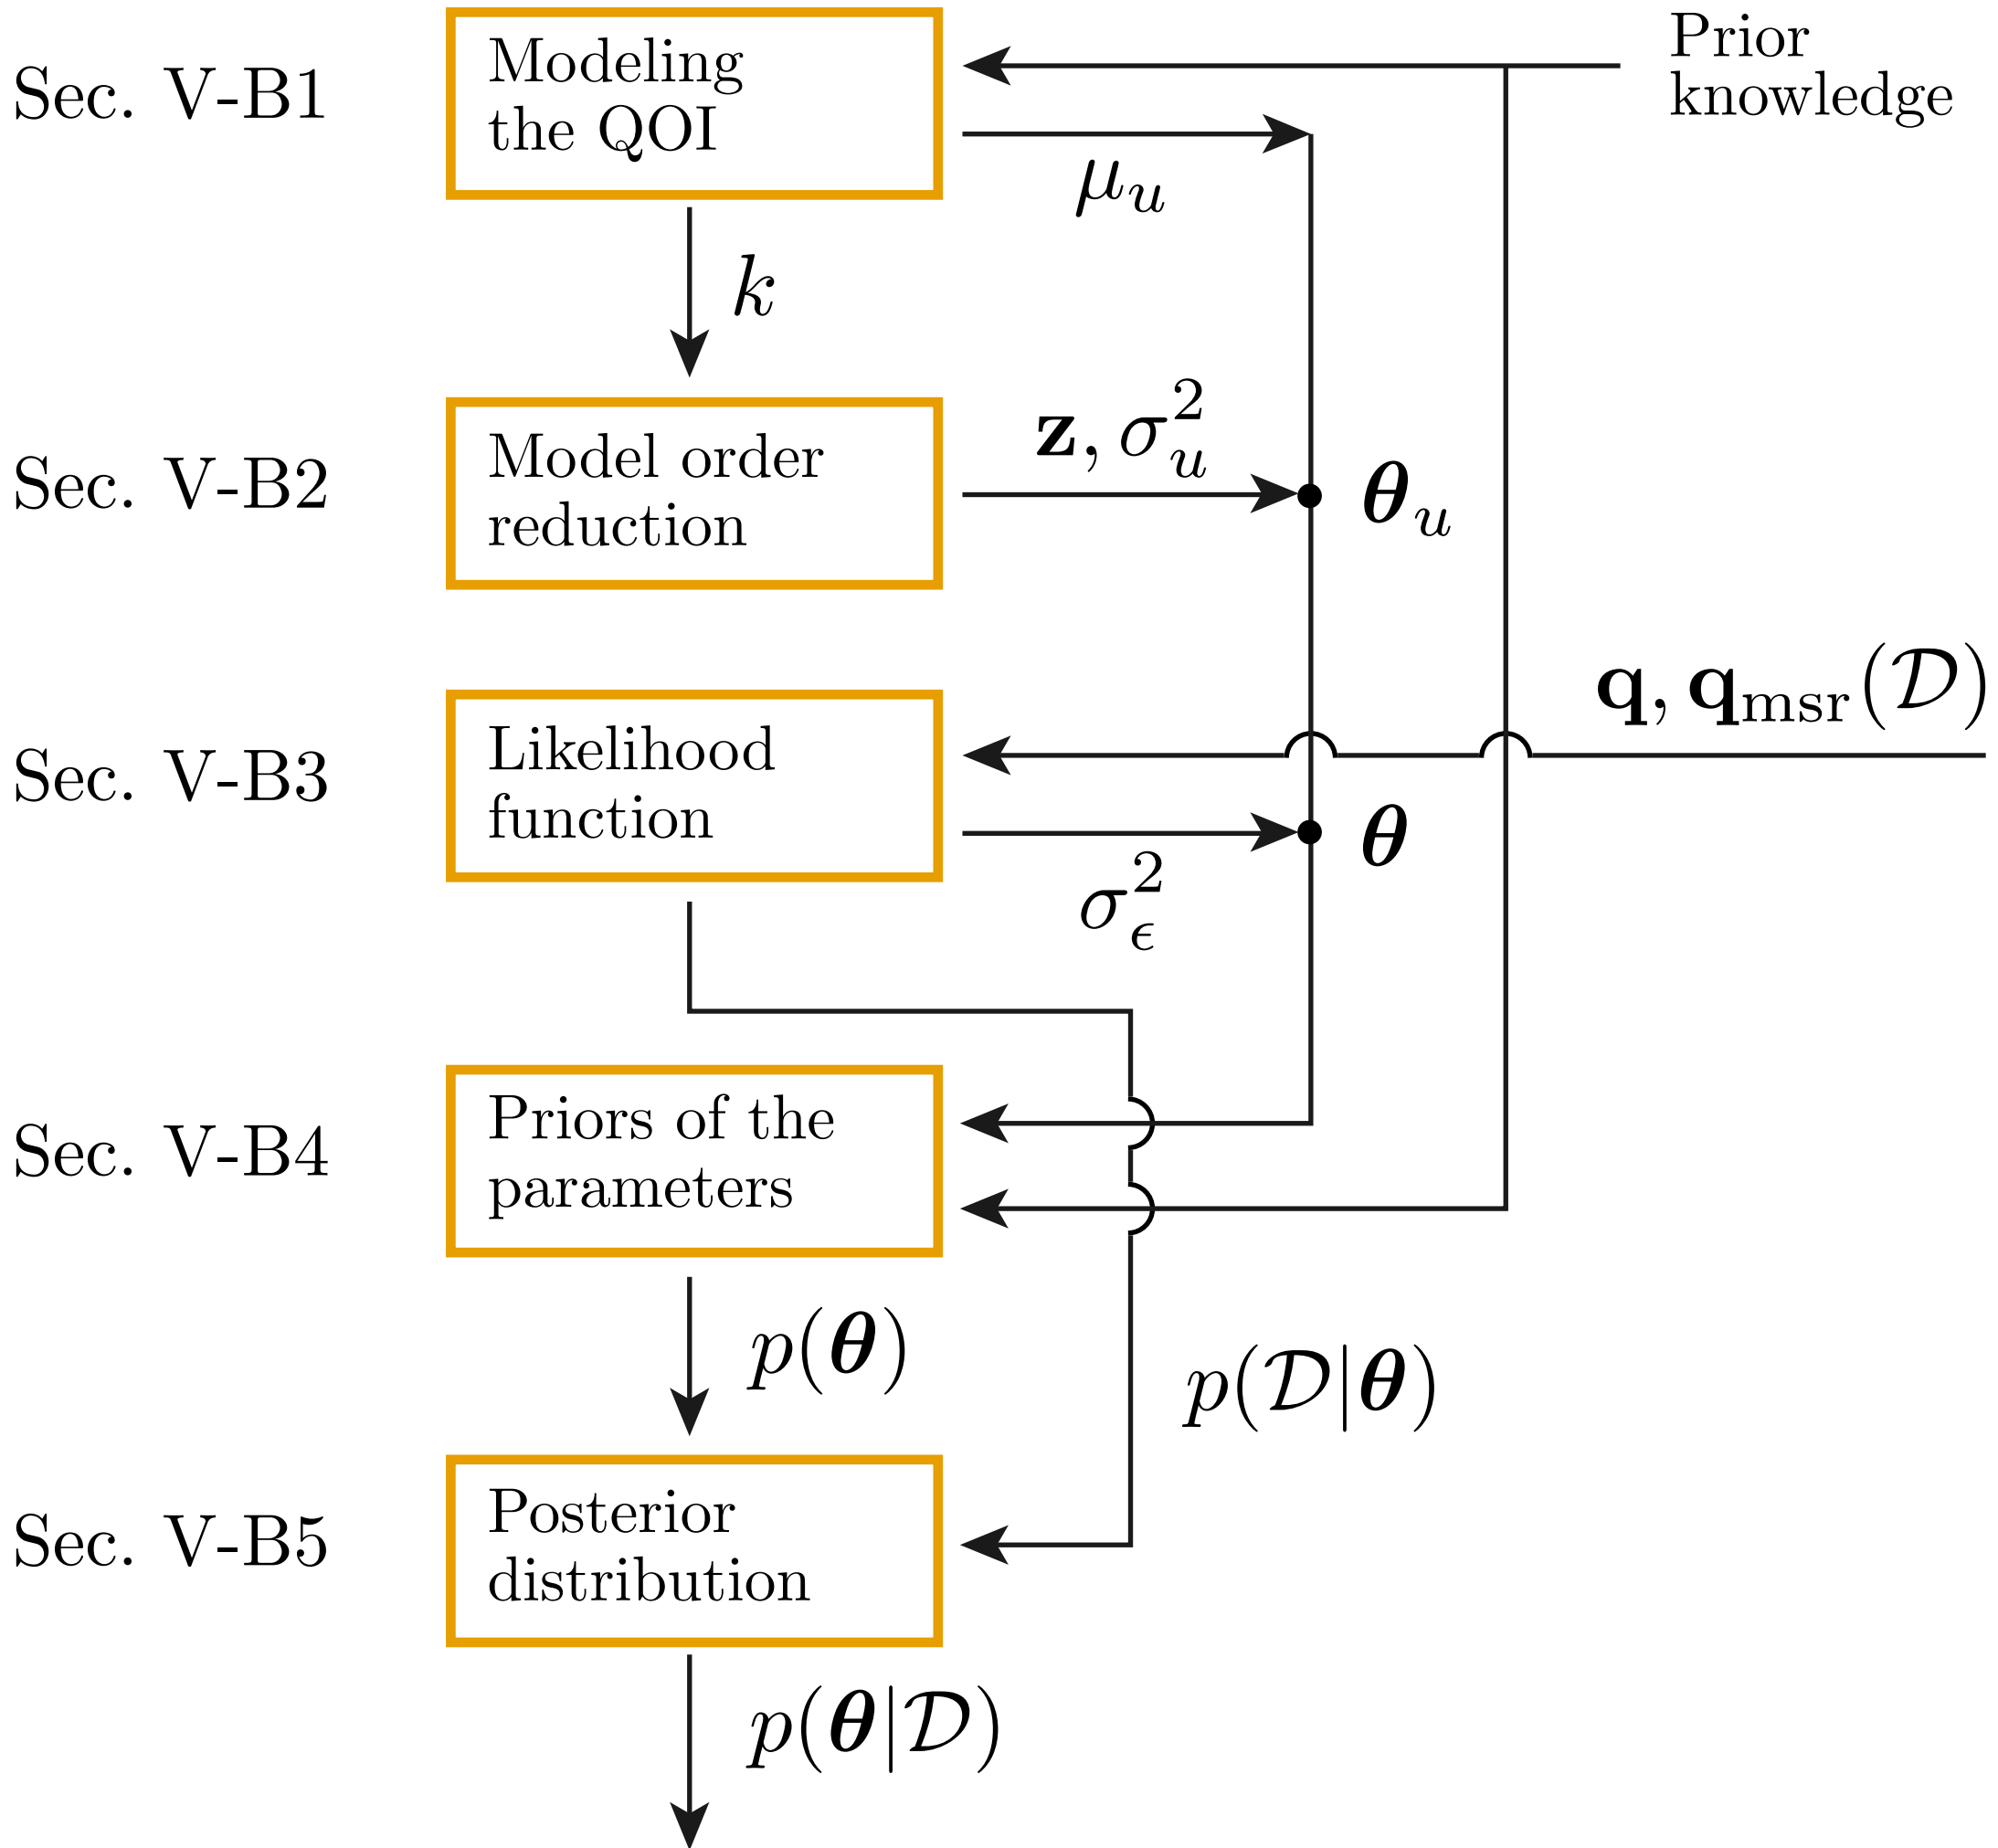 Sec. V-B1
Modeling
the QOI
Prior
knowledge
μ_u
k
Sec. V-B2
Model order
reduction
z, σ_u^2
θ_u
q, q_msr(𝒟)
Sec. V-B3
Likelihood
function
θ
σ_ϵ^2
Sec. V-B4
Priors of the
parameters
p(θ)
p(𝒟|θ)
Sec. V-B5
Posterior
distribution
p(θ|𝒟)